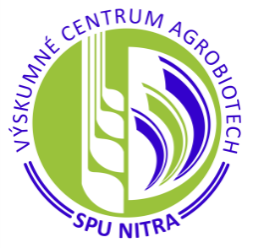 VÝSKUMNÉ CENTRUM AGROBIOTECH
SPU NITRA